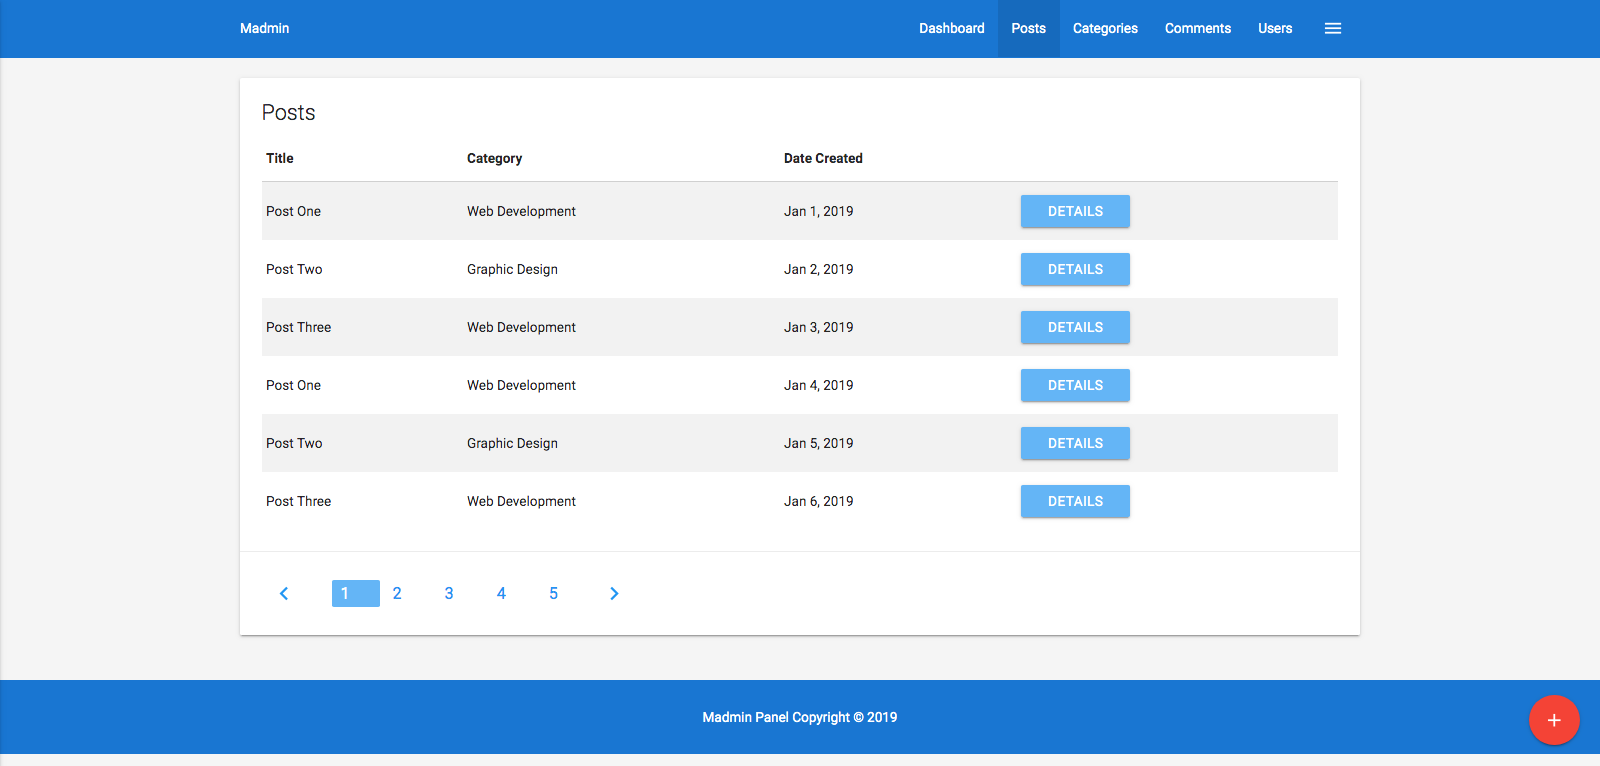 Madmin Dashboard Posts Categories Comments Users
Posts
Title Category Date Created
Post One Web Development Jan 1, 2019 DETAILS
Post Two Graphic Design Jan 2, 2019 DETAILS
Post Three Web Development Jan 3, 2019 DETAILS
Post One Web Development Jan 4, 2019 DETAILS
Post Two Graphic Design Jan 5, 2019 DETAILS
Post Three Web Development Jan 6, 2019 DETAILS
1 2 3 4 5
Madmin Panel Copyright © 2019